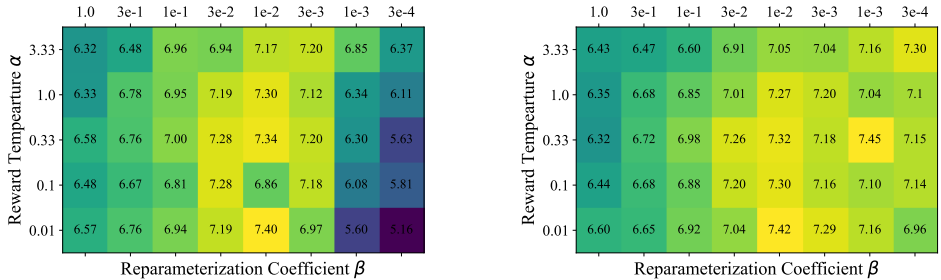 1.0 3e-1 1e-1 3e-2 1e-2 3e-3 1e-3 3e-4
3.33 6.32 6.48 6.96 6.94 7.17 7.20 6.85 6.37
1.0 6.33 6.78 6.95 7.19 7.30 7.12 6.34 6.11
0.33 6.58 6.76 7.00 7.28 7.34 7.20 6.30 5.63
0.1 6.48 6.67 6.81 7.28 6.86 7.18 6.08 5.81
0.01 6.57 6.76 6.94 7.19 7.40 6.97 5.60 5.16
Reward Tempearture α
Reparameterization Coefficient β
1.0 3e-1 1e-1 3e-2 1e-2 3e-3 1e-3 3e-4
3.33 6.43 6.47 6.60 6.91 7.05 7.04 7.16 7.30
1.0 6.35 6.68 6.85 7.01 7.27 7.20 7.04 7.1
0.33 6.32 6.72 6.98 7.26 7.32 7.18 7.45 7.15
0.1 6.44 6.68 6.88 7.20 7.30 7.16 7.10 7.14
0.01 6.60 6.65 6.92 7.04 7.42 7.29 7.16 6.96
Reward Tempearture α
Reparameterization Coefficient β